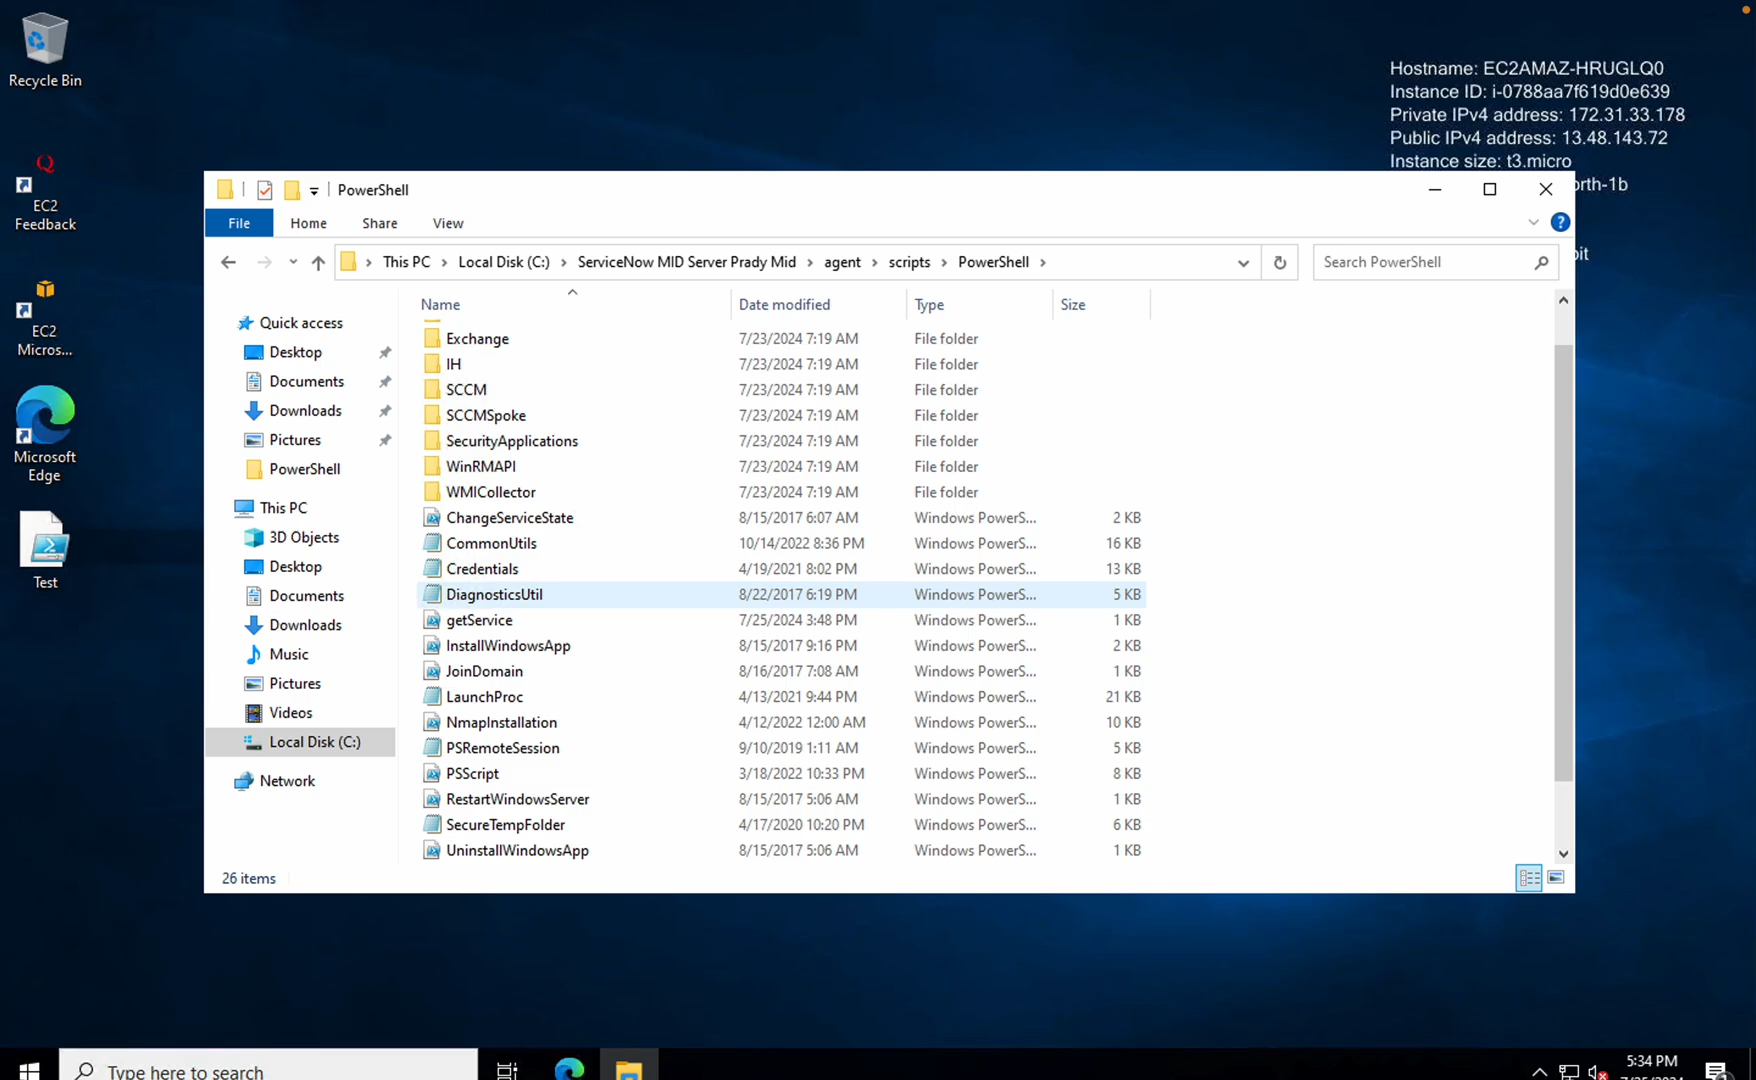 Recycle Bin
EC2
Feedback
EC2
Micros...
Microsoft
Edge
Test
Hostname: EC2AMAZ-HRUGLQ0
Instance ID: i-0788aa7f619d0e639
Private IPv4 address: 172.31.33.178
Public IPv4 address: 13.48.143.72
Instance size: t3.micro
orth-1b
bit
PowerShell
File Home Share View
This PC Local Disk (C:) ServiceNow MID Server Prady Mid agent scripts PowerShell
Search PowerShell
Quick access
Desktop
Documents
Downloads
Pictures
PowerShell
This PC
3D Objects
Desktop
Documents
Downloads
Music
Pictures
Videos
Local Disk (C:)
Network
Name Date modified Type Size
Exchange 7/23/2024 7:19 AM File folder
IH 7/23/2024 7:19 AM File folder
SCCM 7/23/2024 7:19 AM File folder
SCCMSpoke 7/23/2024 7:19 AM File folder
SecurityApplications 7/23/2024 7:19 AM File folder
WinRMAPI 7/23/2024 7:19 AM File folder
WMICollector 7/23/2024 7:19 AM File folder
ChangeServiceState 8/15/2017 6:07 AM Windows PowerS... 2 KB
CommonUtils 10/14/2022 8:36 PM Windows PowerS... 16 KB
Credentials 4/19/2021 8:02 PM Windows PowerS... 13 KB
DiagnosticsUtil 8/22/2017 6:19 PM Windows PowerS... 5 KB
getService 7/25/2024 3:48 PM Windows PowerS... 1 KB
InstallWindowsApp 8/15/2017 9:16 PM Windows PowerS... 2 KB
JoinDomain 8/16/2017 7:08 AM Windows PowerS... 1 KB
LaunchProc 4/13/2021 9:44 PM Windows PowerS... 21 KB
NmapInstallation 4/12/2022 12:00 AM Windows PowerS... 10 KB
PSRemoteSession 9/10/2019 1:11 AM Windows PowerS... 5 KB
PSScript 3/18/2022 10:33 PM Windows PowerS... 8 KB
RestartWindowsServer 8/15/2017 5:06 AM Windows PowerS... 1 KB
SecureTempFolder 4/17/2020 10:20 PM Windows PowerS... 6 KB
UninstallWindowsApp 8/15/2017 5:06 AM Windows PowerS... 1 KB
26 items
Type here to search
5:34 PM